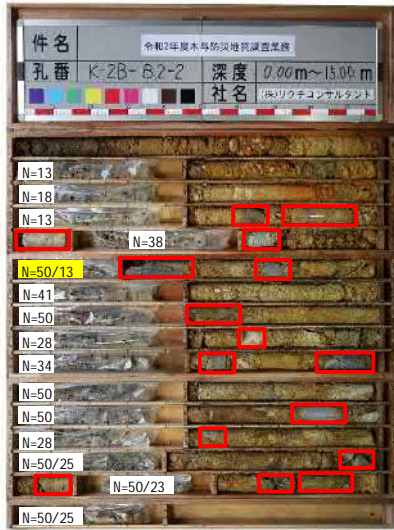 件名 令和2年度木与防災地質調査業務
孔番 K-2B-B2-2 深度 0.00m～15.00m
社名 (株)リクチコンサルタント
N=13
N=18
N=13
N=38
N=50/13
N=41
N=50
N=28
N=34
N=50
N=50
N=28
N=50/25
N=50/23
N=50/25